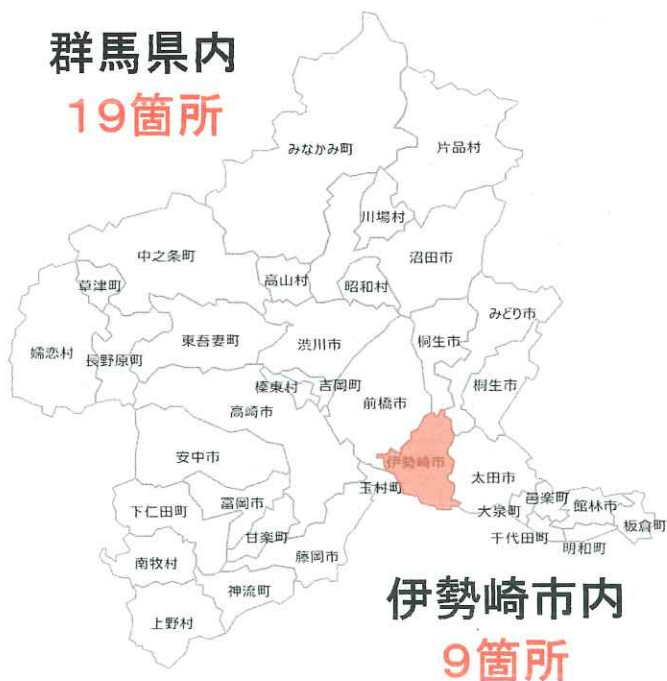 群馬県内
19箇所
みなかみ町
片品村
川場村
中之条町
沼田市
高山村
昭和村
草津町
みどり市
嬬恋村
長野原町
東吾妻町
渋川市
桐生市
桐生市
榛東村
吉岡町
前橋市
高崎市
安中市
伊勢崎市
太田市
玉村町
邑楽町
館林市
大泉町
板倉町
千代田町
明和町
下仁田町
富岡市
甘楽町
藤岡市
南牧村
神流町
上野村
伊勢崎市内
9箇所